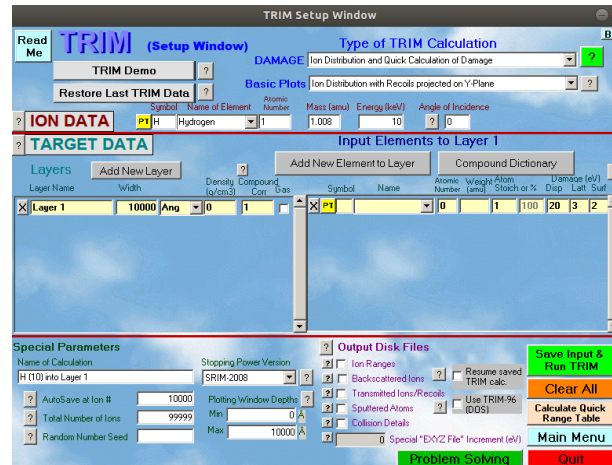 TRIM Setup Window
Read Me
TRIM (Setup Window)
Type of TRIM Calculation
B
DAMAGE Ion Distribution and Quick Calculation of Damage ?
TRIM Demo ?
Basic Plots Ion Distribution with Recoils projected on Y-Plane ?
Restore Last TRIM Data ?
Symbol Name of Element Atomic Number Mass (amu) Energy (keV) Angle of Incidence
? ION DATA PT H Hydrogen 1 1.008 10 ? 0
? TARGET DATA
Input Elements to Layer 1
Layers Add New Layer ?
Add New Element to Layer Compound Dictionary
Layer Name Width Density (g/cm3) Compound Corr Gas
Symbol Name Atomic Number Weight (amu) Atom Stoich or % Damage (eV) Disp Latt Surf
X Layer 1 10000 Ang 0 1
X PT 0 1 100 20 3 2
Special Parameters
Name of Calculation Stopping Power Version
H (10) into Layer 1 SRIM-2008 ?
? AutoSave at Ion # 10000
? Total Number of Ions 99999
? Random Number Seed
Plotting Window Depths ?
Min 0 Å
Max 10000 Å
? Output Disk Files
? Ion Ranges
? Backscattered Ions
? Transmitted Ions/Recoils
? Sputtered Atoms
? Collision Details
? 0 Special "EXYZ File" Increment (eV)
? Resume saved TRIM calc.
? Use TRIM-96 (DOS)
Save Input & Run TRIM
Clear All
Calculate Quick Range Table
Main Menu
Problem Solving
Quit